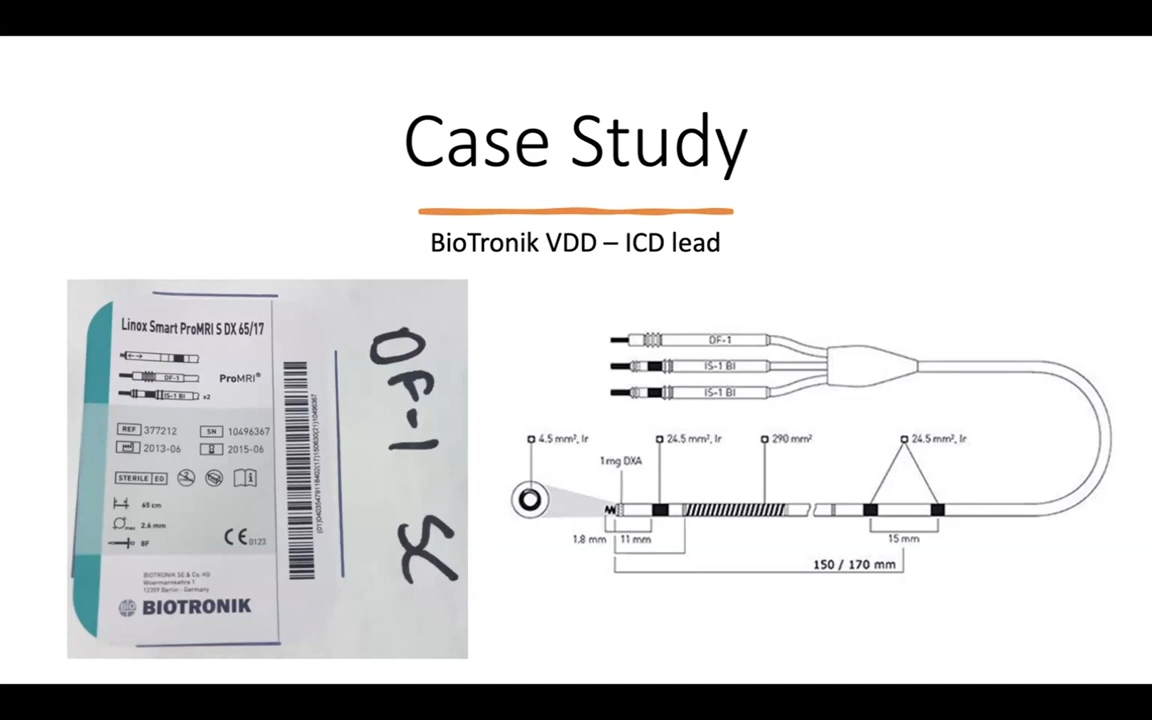 Case Study
BioTronik VDD – ICD lead
Linox Smart ProMRI S DX 65/17
DF-1
ProMRI®
IS-1 BI x2
REF 377212 SN 10496367
2013-06 2015-06
STERILE EO
65 cm
2.6 mm
8F
CE 0123
BIOTRONIK SE & Co. KG
Woermannkehre 1
12359 Berlin - Germany
BIOTRONIK
DF-1
DF-1
IS-1 BI
IS-1 BI
4.5 mm², Ir
24.5 mm², Ir
290 mm²
24.5 mm², Ir
1 mg DXA
1.8 mm
11 mm
15 mm
150 / 170 mm